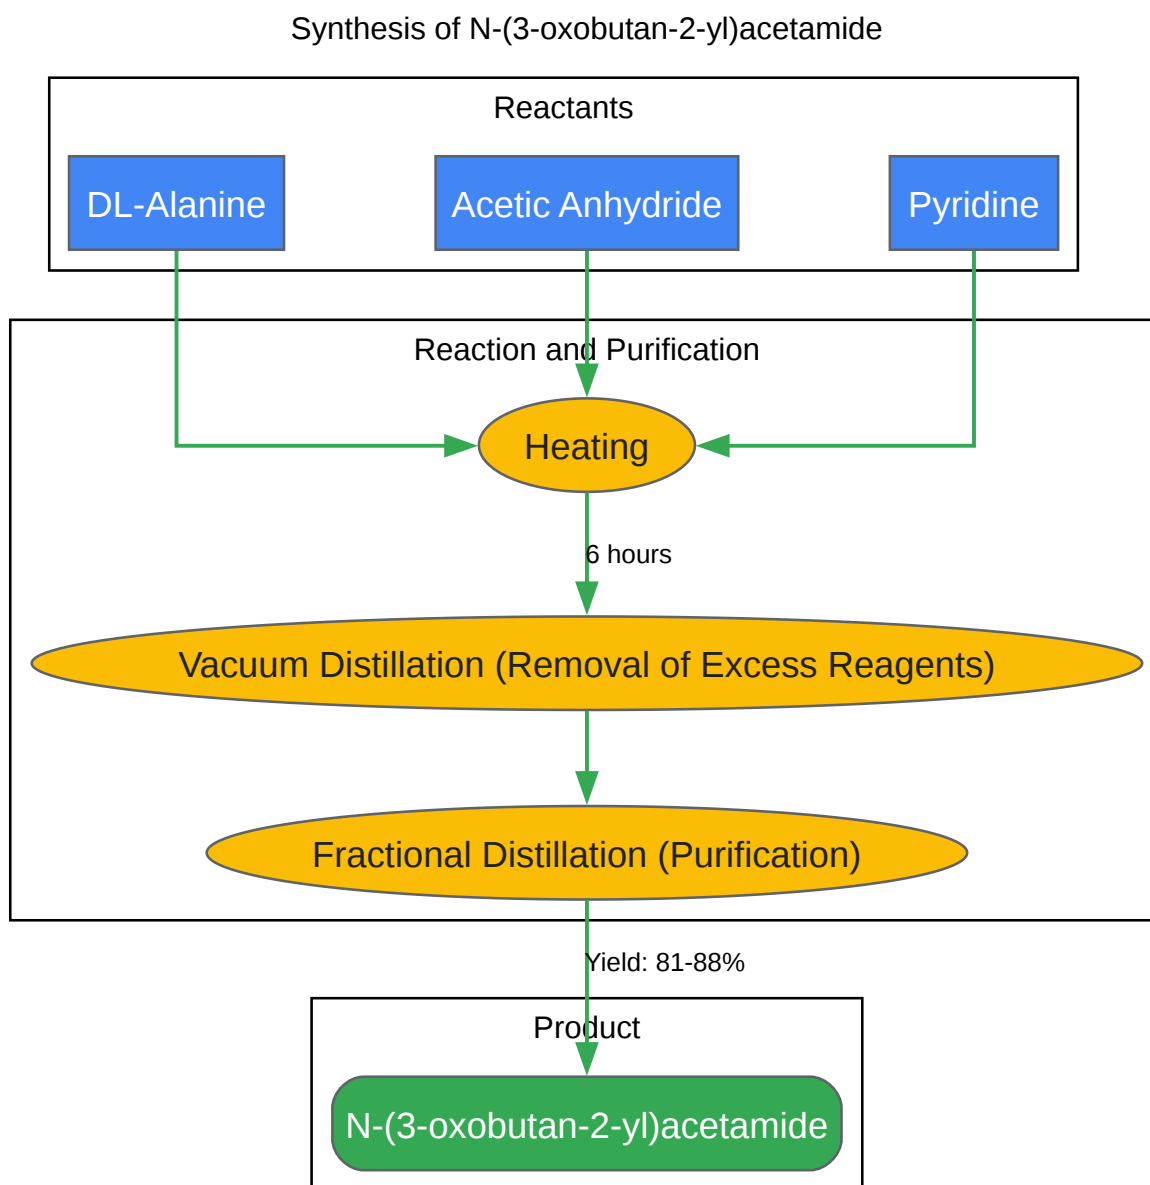 Synthesis of N-(3-oxobutan-2-yl)acetamide
Reactants
DL-Alanine
Acetic Anhydride
Pyridine
Reaction and Purification
Heating
6 hours
Vacuum Distillation (Removal of Excess Reagents)
Fractional Distillation (Purification)
Yield: 81-88%
Product
N-(3-oxobutan-2-yl)acetamide